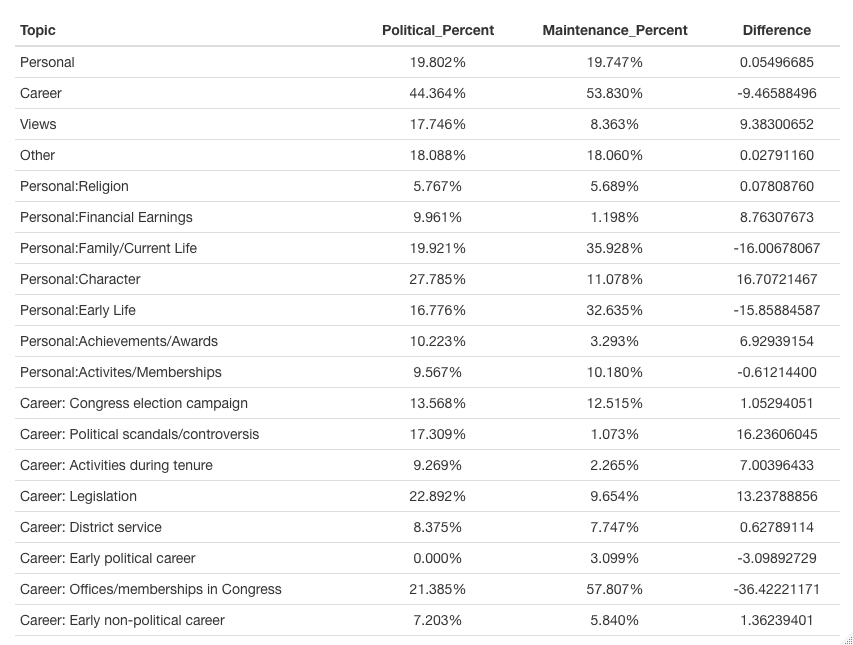 Topic Political_Percent Maintenance_Percent Difference
Personal 19.802% 19.747% 0.05496685
Career 44.364% 53.830% -9.46588496
Views 17.746% 8.363% 9.38300652
Other 18.088% 18.060% 0.02791160
Personal:Religion 5.767% 5.689% 0.07808760
Personal:Financial Earnings 9.961% 1.198% 8.76307673
Personal:Family/Current Life 19.921% 35.928% -16.00678067
Personal:Character 27.785% 11.078% 16.70721467
Personal:Early Life 16.776% 32.635% -15.85884587
Personal:Achievements/Awards 10.223% 3.293% 6.92939154
Personal:Activites/Memberships 9.567% 10.180% -0.61214400
Career: Congress election campaign 13.568% 12.515% 1.05294051
Career: Political scandals/controversis 17.309% 1.073% 16.23606045
Career: Activities during tenure 9.269% 2.265% 7.00396433
Career: Legislation 22.892% 9.654% 13.23788856
Career: District service 8.375% 7.747% 0.62789114
Career: Early political career 0.000% 3.099% -3.09892729
Career: Offices/memberships in Congress 21.385% 57.807% -36.42221171
Career: Early non-political career 7.203% 5.840% 1.36239401